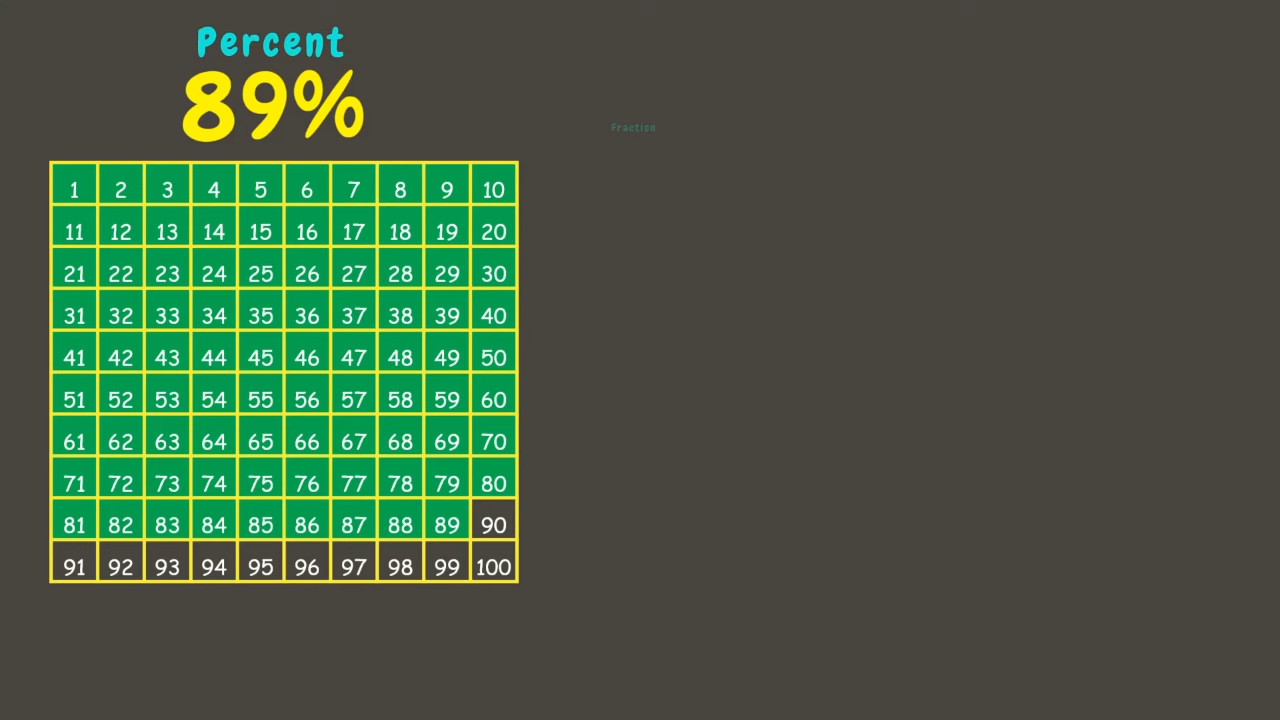 Percent
89%
Fraction
1 2 3 4 5 6 7 8 9 10
11 12 13 14 15 16 17 18 19 20
21 22 23 24 25 26 27 28 29 30
31 32 33 34 35 36 37 38 39 40
41 42 43 44 45 46 47 48 49 50
51 52 53 54 55 56 57 58 59 60
61 62 63 64 65 66 67 68 69 70
71 72 73 74 75 76 77 78 79 80
81 82 83 84 85 86 87 88 89 90
91 92 93 94 95 96 97 98 99 100